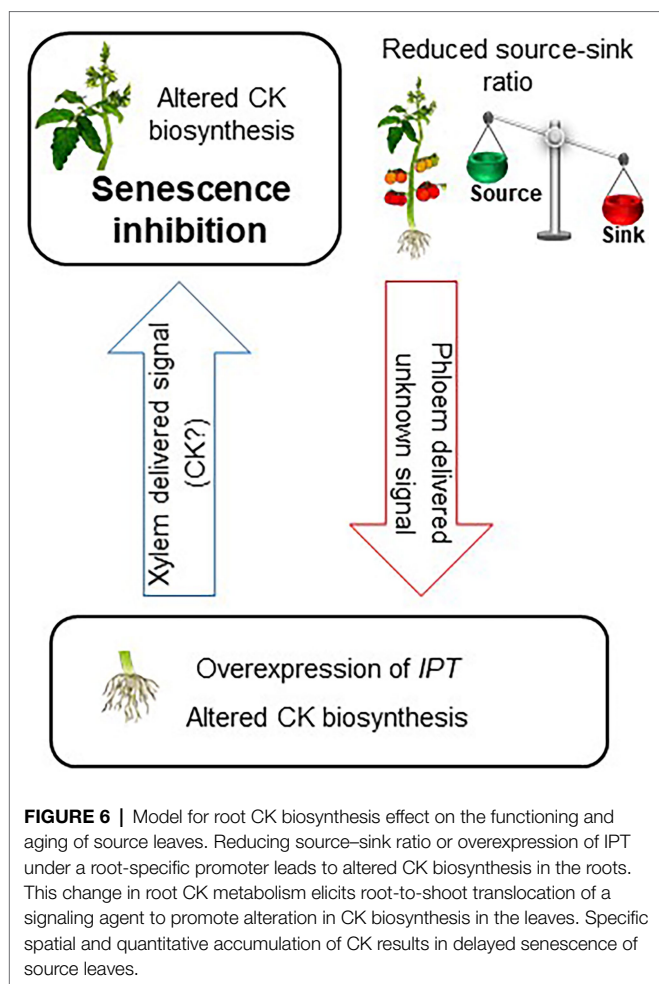 Altered CK
biosynthesis
Senescence
inhibition
Reduced source-sink
ratio
Source
Sink
Xylem delivered signal
(CK?)
Phloem delivered
unknown signal
Overexpression of IPT
Altered CK biosynthesis
FIGURE 6 | Model for root CK biosynthesis effect on the functioning and
aging of source leaves. Reducing source–sink ratio or overexpression of IPT
under a root-specific promoter leads to altered CK biosynthesis in the roots.
This change in root CK metabolism elicits root-to-shoot translocation of a
signaling agent to promote alteration in CK biosynthesis in the leaves. Specific
spatial and quantitative accumulation of CK results in delayed senescence of
source leaves.